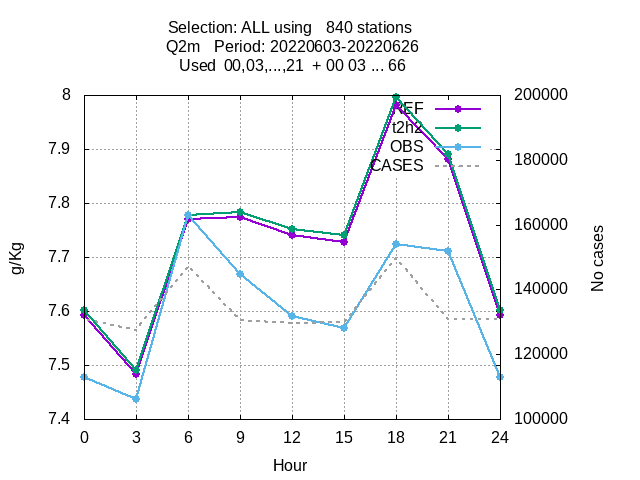 Selection: ALL using   840 stations
Q2m   Period: 20220603-20220626
Used  00,03,...,21  + 00 03 ... 66
8
7.9
7.8
7.7
7.6
7.5
7.4
g/Kg
200000
180000
160000
140000
120000
100000
No cases
t2h2
OBS
CASES
0 3 6 9 12 15 18 21 24
Hour